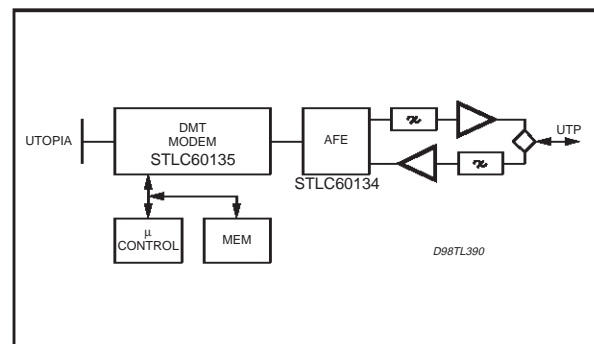 UTOPIA
DMT
MODEM
STLC60135
AFE
STLC60134
UTP
μ
CONTROL
MEM
D98TL390